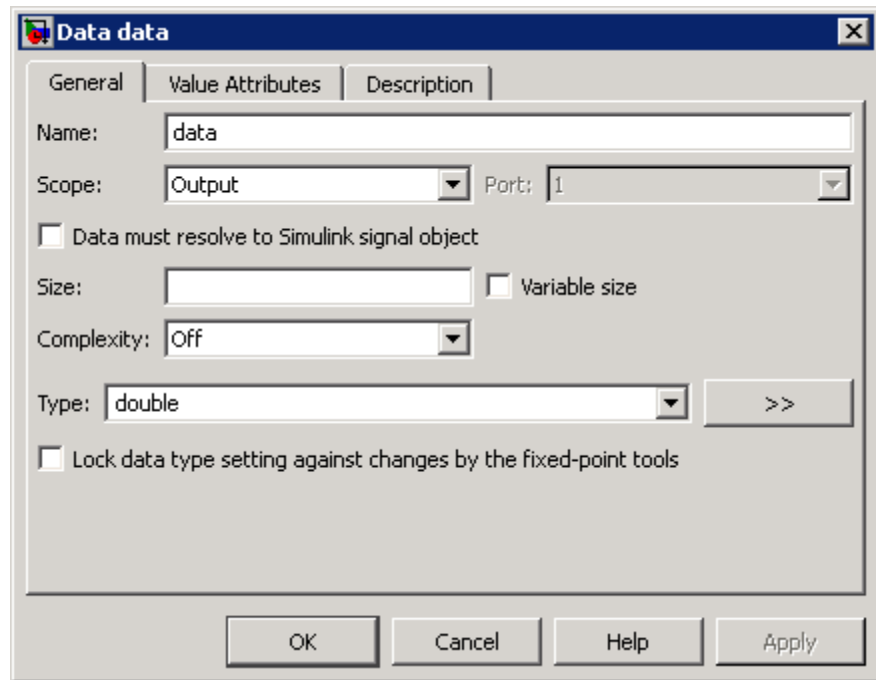 Data data
General Value Attributes Description
Name: data
Scope: Output Port: 1
Data must resolve to Simulink signal object
Size: Variable size
Complexity: Off
Type: double >>
Lock data type setting against changes by the fixed-point tools
OK Cancel Help Apply